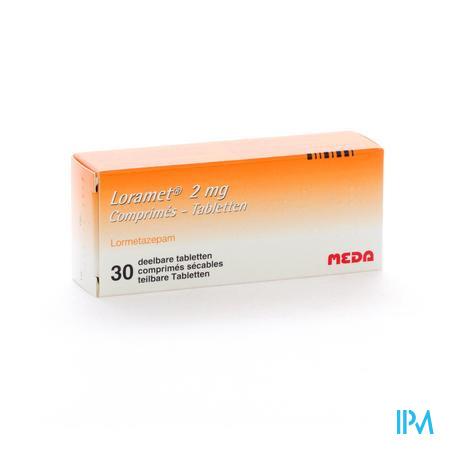 Loramet® 2 mg
Comprimés - Tabletten
Lormetazepam
30 deelbare tabletten
comprimés sécables
teilbare Tabletten
MEDA
IPM